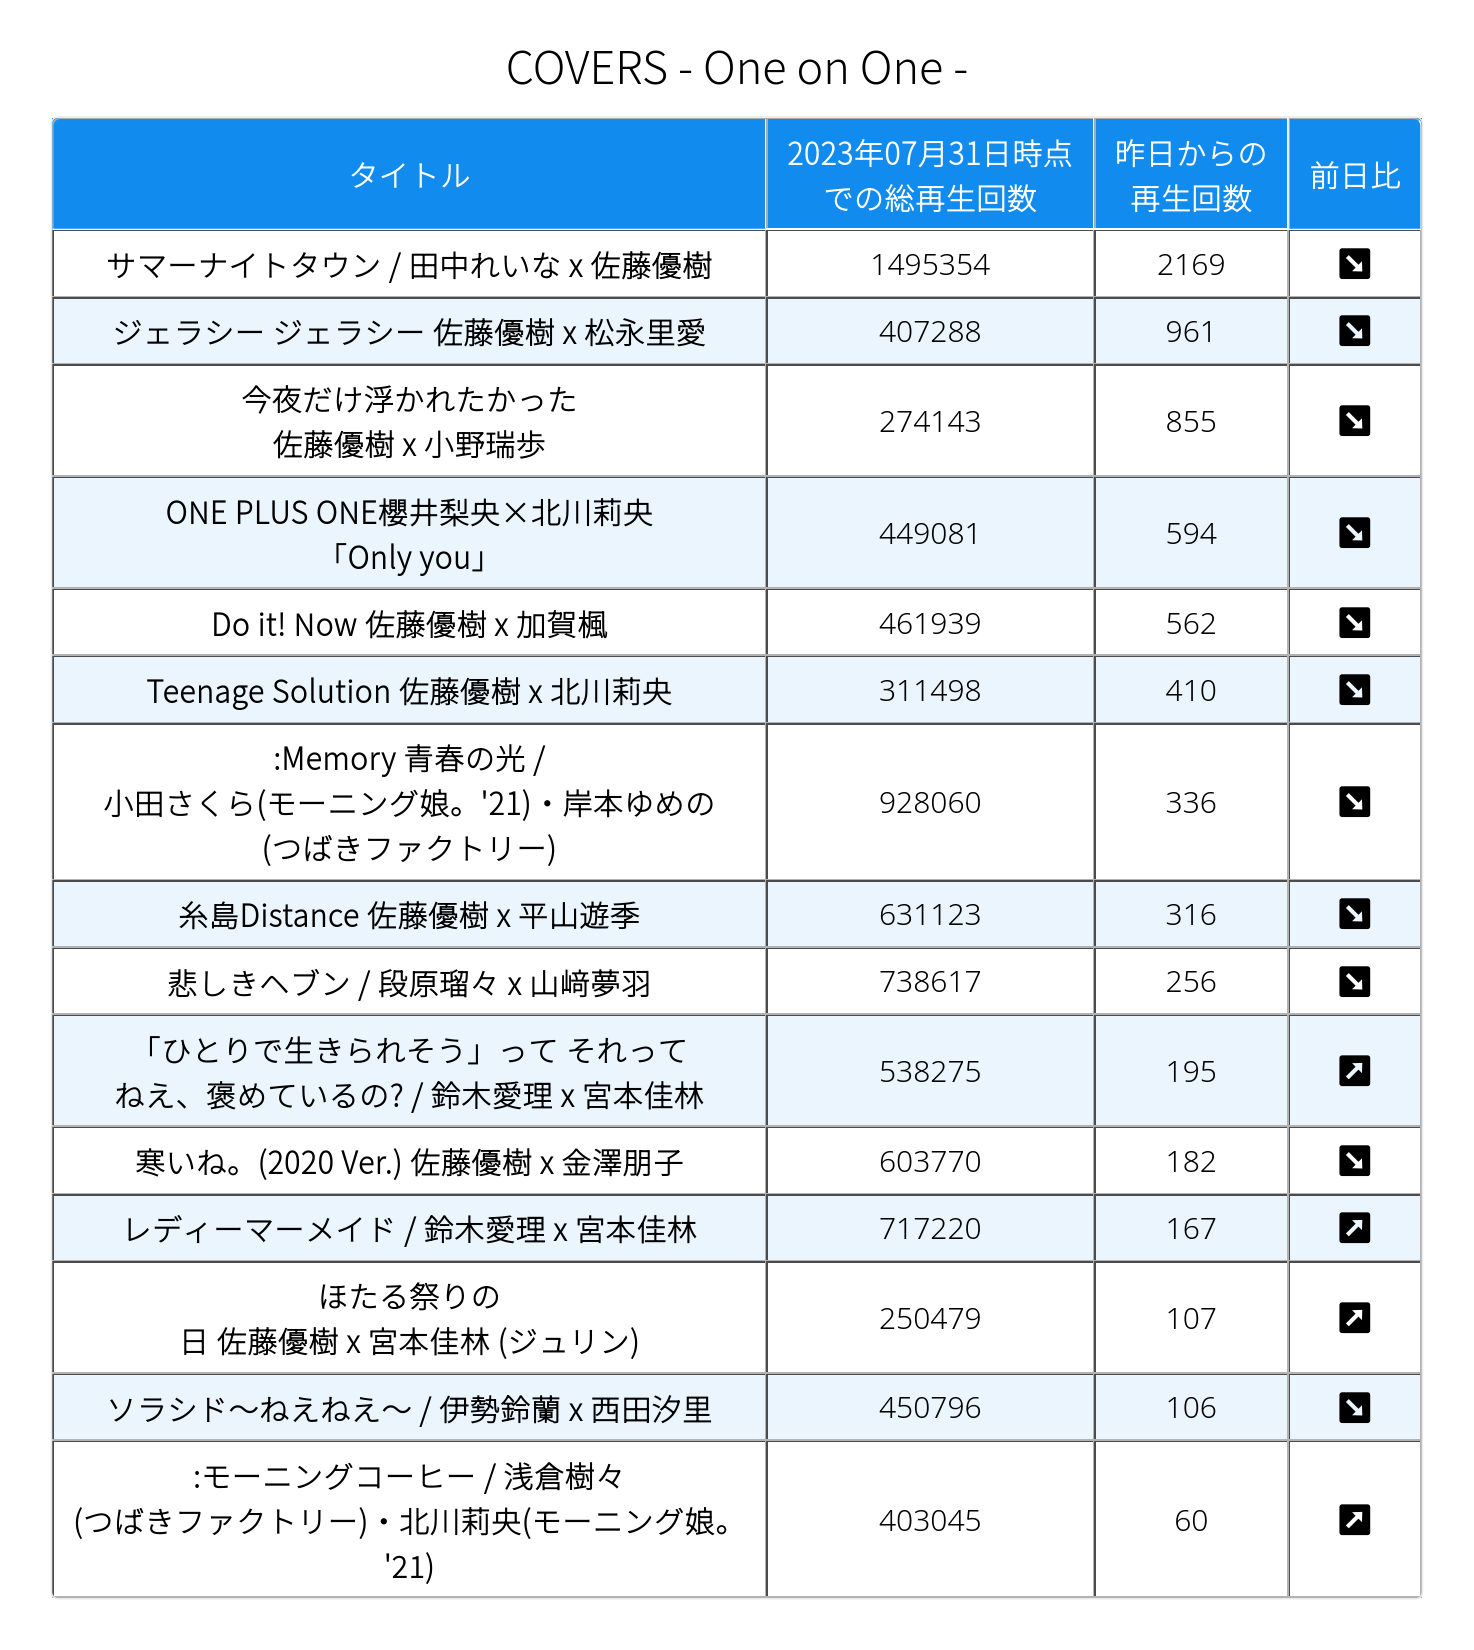 COVERS - One on One -
タイトル
2023年07月31日時点
での総再生回数
昨日からの
再生回数
前日比
サマーナイトタウン / 田中れいな x 佐藤優樹
1495354
2169
ジェラシー ジェラシー 佐藤優樹 x 松永里愛
407288
961
今夜だけ浮かれたかった
佐藤優樹 x 小野瑞歩
274143
855
ONE PLUS ONE櫻井梨央×北川莉央
「Only you」
449081
594
Do it! Now 佐藤優樹 x 加賀楓
461939
562
Teenage Solution 佐藤優樹 x 北川莉央
311498
410
:Memory 青春の光 /
小田さくら(モーニング娘。'21)・岸本ゆめの
(つばきファクトリー)
928060
336
糸島Distance 佐藤優樹 x 平山遊季
631123
316
悲しきヘブン / 段原瑠々 x 山﨑夢羽
738617
256
「ひとりで生きられそう」って それって
ねえ、褒めているの? / 鈴木愛理 x 宮本佳林
538275
195
寒いね。(2020 Ver.) 佐藤優樹 x 金澤朋子
603770
182
レディーマーメイド / 鈴木愛理 x 宮本佳林
717220
167
ほたる祭りの
日 佐藤優樹 x 宮本佳林 (ジュリン)
250479
107
ソラシド〜ねえねえ〜 / 伊勢鈴蘭 x 西田汐里
450796
106
:モーニングコーヒー / 浅倉樹々
(つばきファクトリー)・北川莉央(モーニング娘。
'21)
403045
60